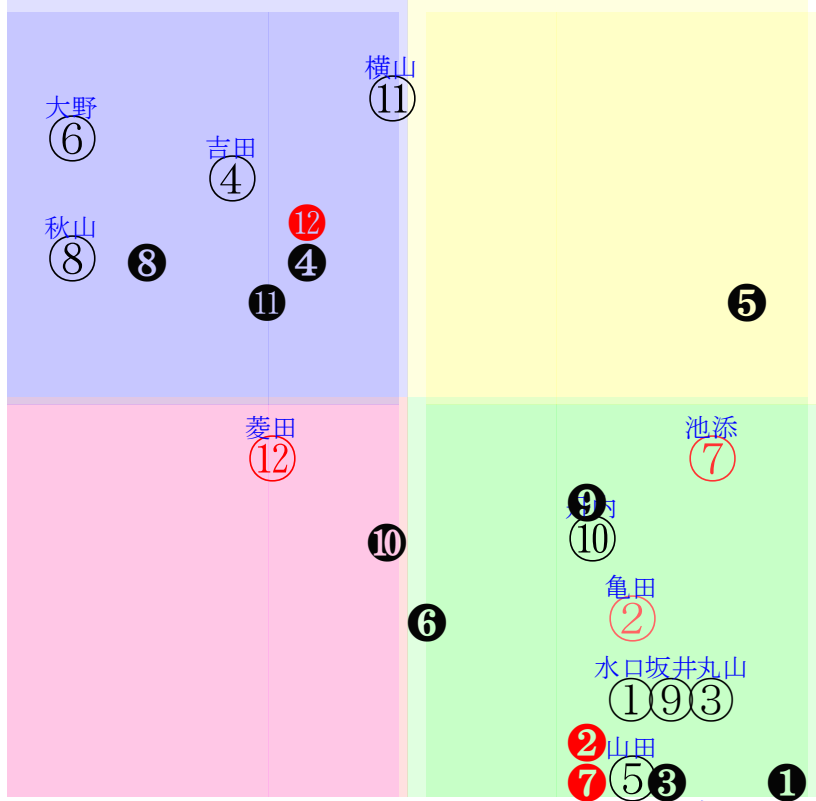 横山
⑪
大野
⑥
吉田
④
⓬
秋山
⑧
❽
❹
⓫
❺
菱田
⑫
池添
⑦
❾
⑩
❿
亀田
②
❻
水口坂井丸山
①⑨③
❷
山田
❼
⑤
❸
❶